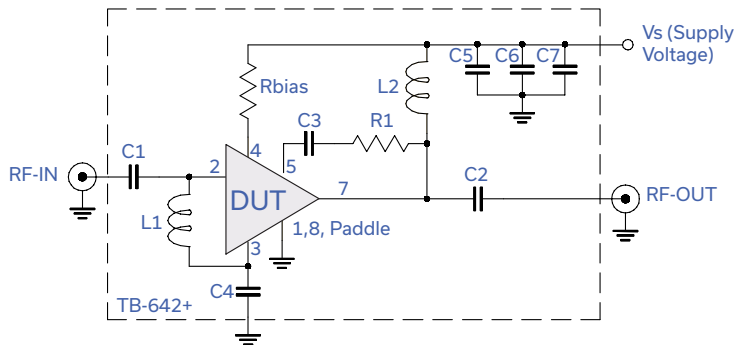 Vs (Supply
Voltage)
C5
C6
C7
L2
Rbias
C3
R1
C1
4
5
RF-IN
2
DUT
7
C2
RF-OUT
L1
1,8, Paddle
3
C4
TB-642+